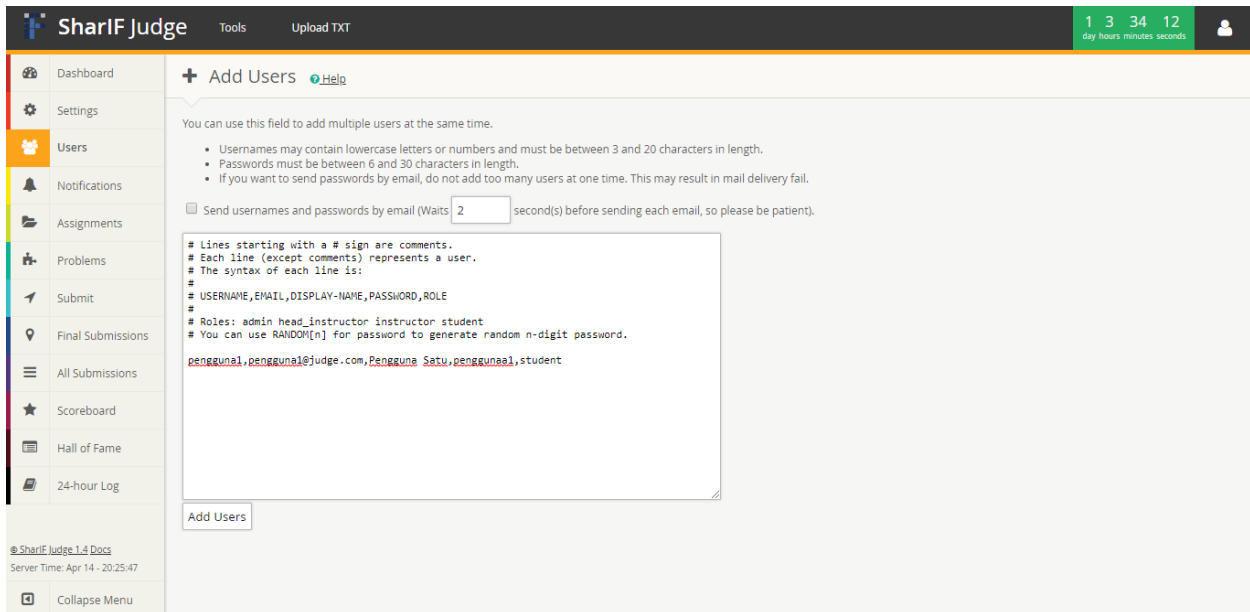 SharIF Judge Tools Upload TXT
1 3 34 12
day hours minutes seconds
Dashboard
Settings
Users
Notifications
Assignments
Problems
Submit
Final Submissions
All Submissions
Scoreboard
Hall of Fame
24-hour Log
© SharIF Judge 1.4 Docs
Server Time: Apr 14 - 20:25:47
Collapse Menu
Add Users Help
You can use this field to add multiple users at the same time.
Usernames may contain lowercase letters or numbers and must be between 3 and 20 characters in length.
Passwords must be between 6 and 30 characters in length.
If you want to send passwords by email, do not add too many users at one time. This may result in mail delivery fail.
Send usernames and passwords by email (Waits 2 second(s) before sending each email, so please be patient).
# Lines starting with a # sign are comments.
# Each line (except comments) represents a user.
# The syntax of each line is:
#
# USERNAME,EMAIL,DISPLAY-NAME,PASSWORD,ROLE
#
# Roles: admin head_instructor instructor student
# You can use RANDOM[n] for password to generate random n-digit password.
pengguna1,pengguna1@judge.com,Pengguna Satu,penggunaa1,student
Add Users